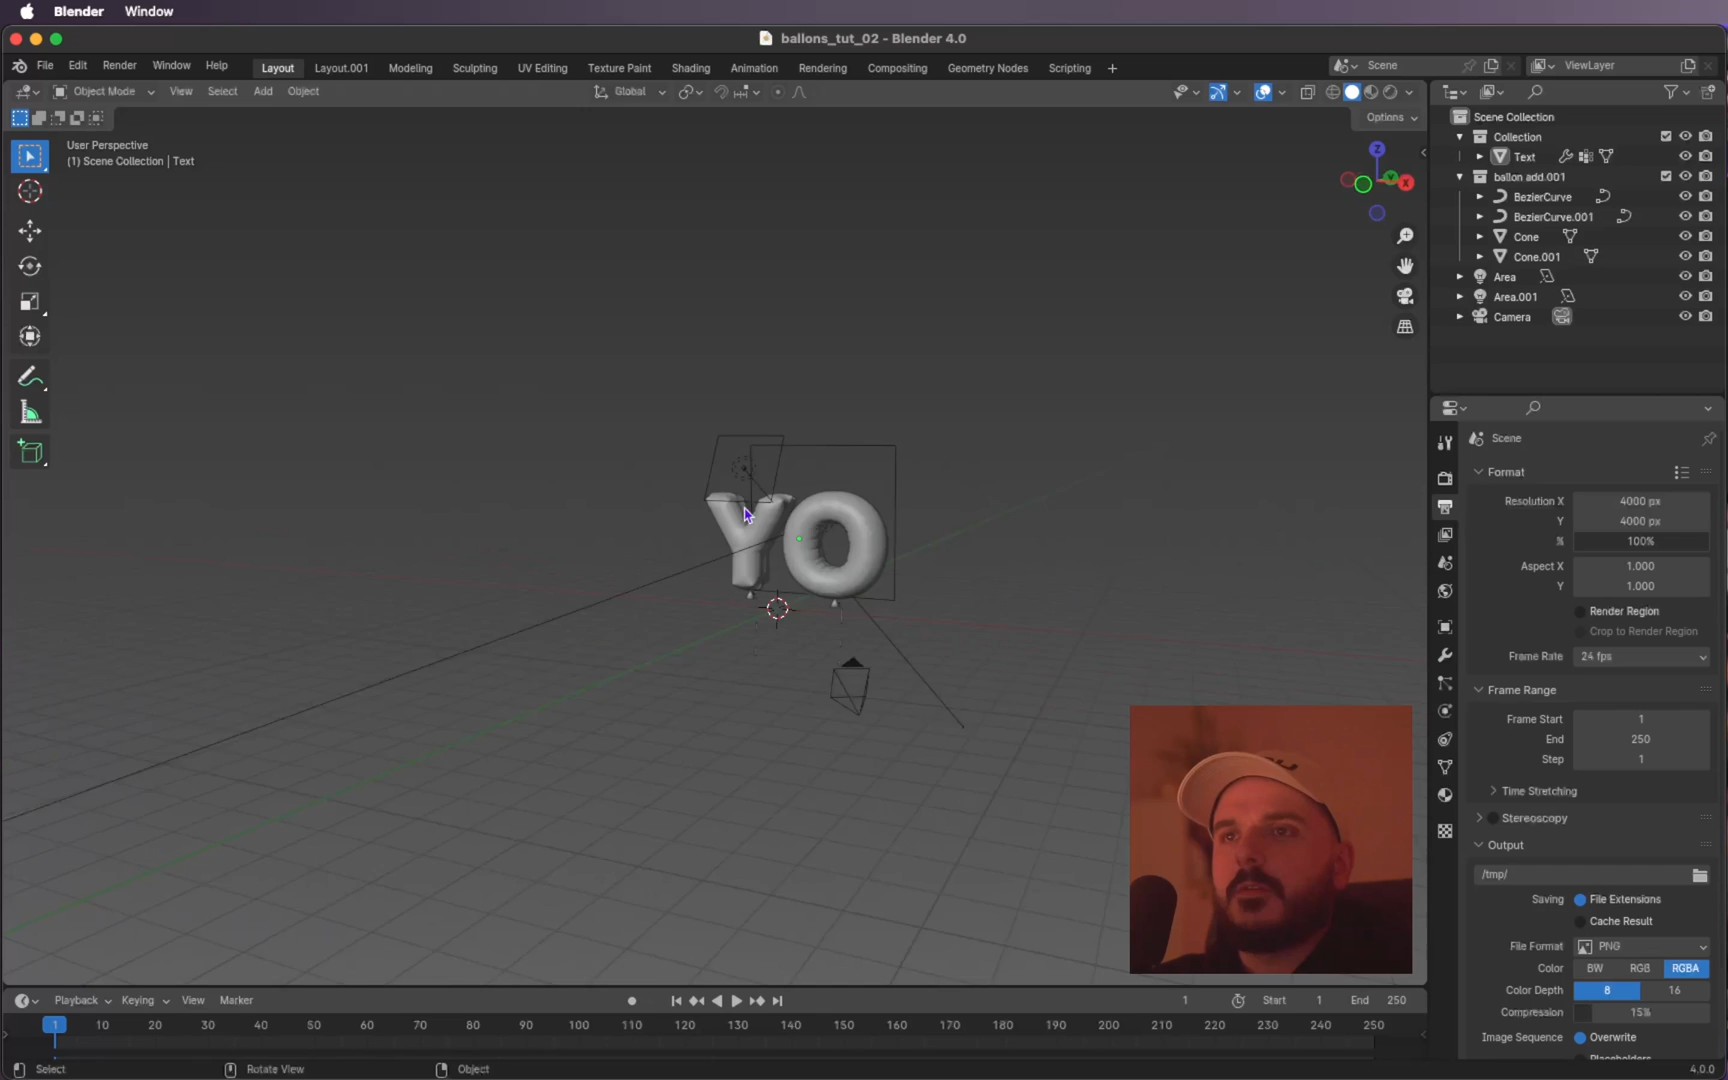 Blender Window
ballons_tut_02 - Blender 4.0
File Edit Render Window Help Layout Layout.001 Modeling Sculpting UV Editing Texture Paint Shading Animation Rendering Compositing Geometry Nodes Scripting + Scene ViewLayer
Object Mode View Select Add Object Global
Options
User Perspective
(1) Scene Collection | Text
Z
Y
X
YO
Scene Collection
Collection
Text
ballon add.001
BezierCurve
BezierCurve.001
Cone
Cone.001
Area
Area.001
Camera
Scene
Format
Resolution X 4000 px
Y 4000 px
% 100%
Aspect X 1.000
Y 1.000
Render Region
Crop to Render Region
Frame Rate 24 fps
Frame Range
Frame Start 1
End 250
Step 1
Time Stretching
Stereoscopy
Output
/tmp/
Saving File Extensions
Cache Result
File Format PNG
Color BW RGB RGBA
Color Depth 8 16
Compression 15%
Image Sequence Overwrite
Placeholders
Playback Keying View Marker 1 Start 1 End 250
1 10 20 30 40 50 60 70 80 90 100 110 120 130 140 150 160 170 180 190 200 210 220 230 240 250
Select Rotate View Object 4.0.0